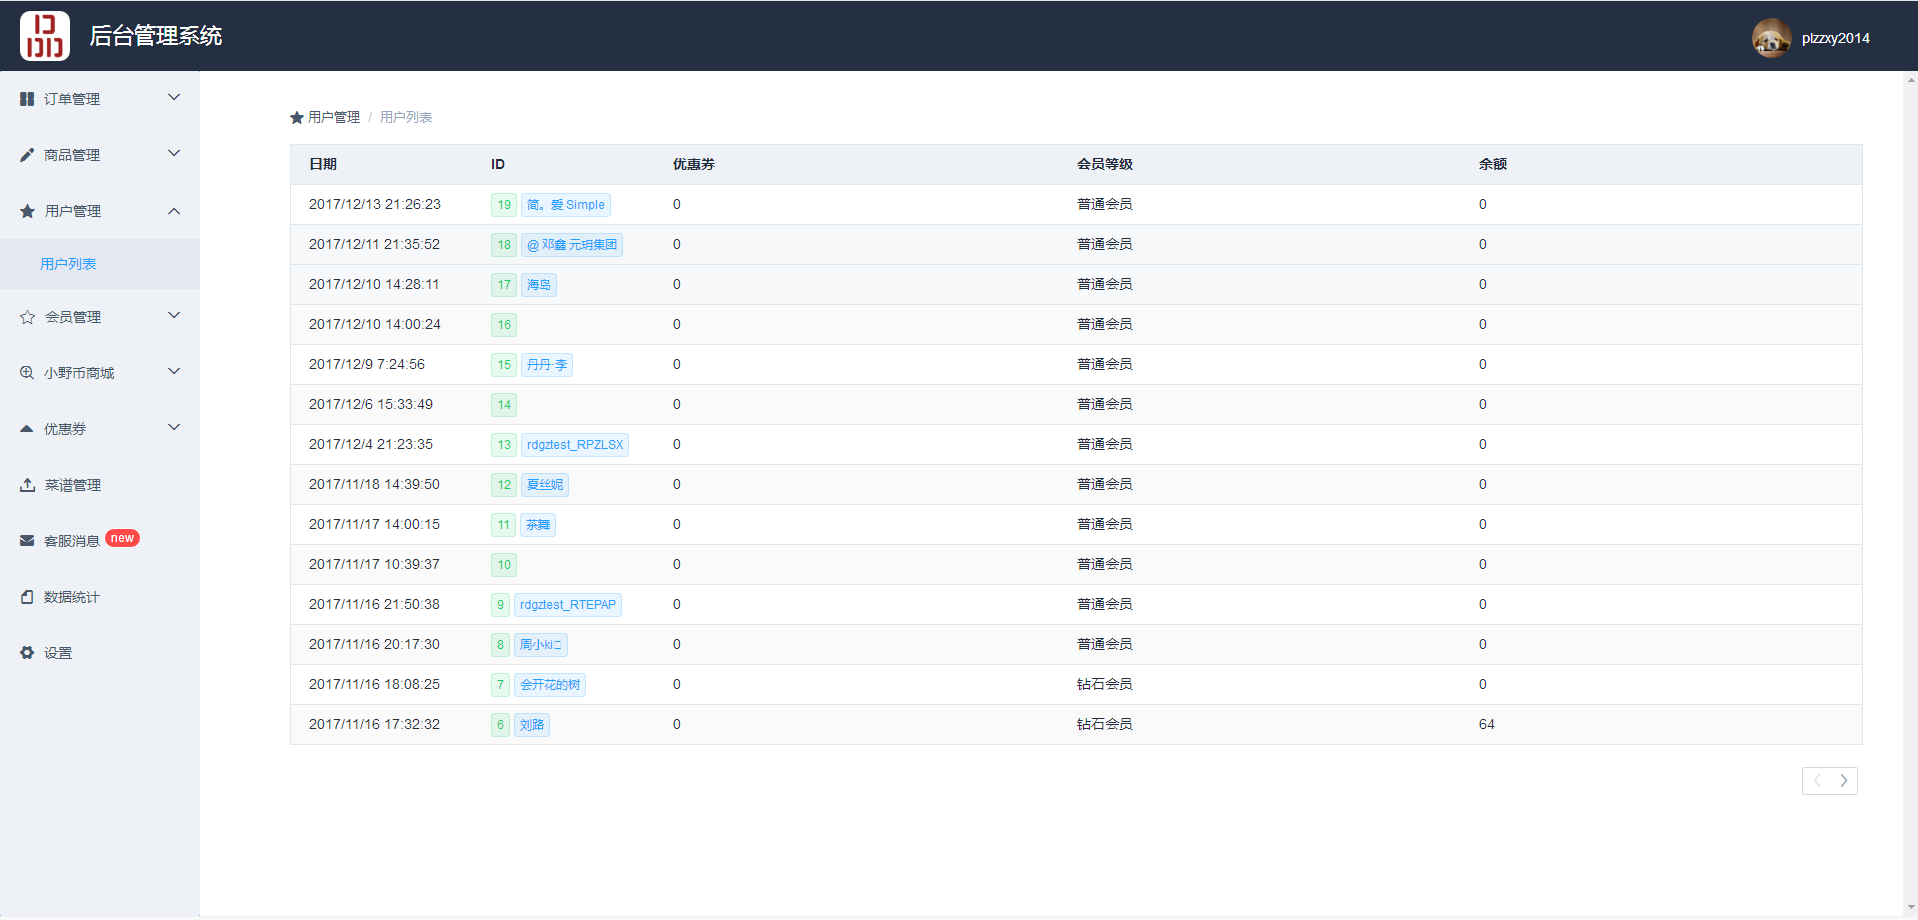 后台管理系统
plzzxy2014
订单管理
商品管理
用户管理
用户列表
会员管理
小野币商城
优惠券
菜谱管理
客服消息 new
数据统计
设置
用户管理 / 用户列表
日期 ID 优惠券 会员等级 余额
2017/12/13 21:26:23 19 简。爱 Simple 0 普通会员 0
2017/12/11 21:35:52 18 @ 邓鑫 元玥集团 0 普通会员 0
2017/12/10 14:28:11 17 海岛 0 普通会员 0
2017/12/10 14:00:24 16 0 普通会员 0
2017/12/9 7:24:56 15 丹丹·李 0 普通会员 0
2017/12/6 15:33:49 14 0 普通会员 0
2017/12/4 21:23:35 13 rdgztest_RPZLSX 0 普通会员 0
2017/11/18 14:39:50 12 夏丝妮 0 普通会员 0
2017/11/17 14:00:15 11 茶舞 0 普通会员 0
2017/11/17 10:39:37 10 0 普通会员 0
2017/11/16 21:50:38 9 rdgztest_RTEPAP 0 普通会员 0
2017/11/16 20:17:30 8 周小ki 0 普通会员 0
2017/11/16 18:08:25 7 会开花的树 0 钻石会员 0
2017/11/16 17:32:32 6 刘路 0 钻石会员 64